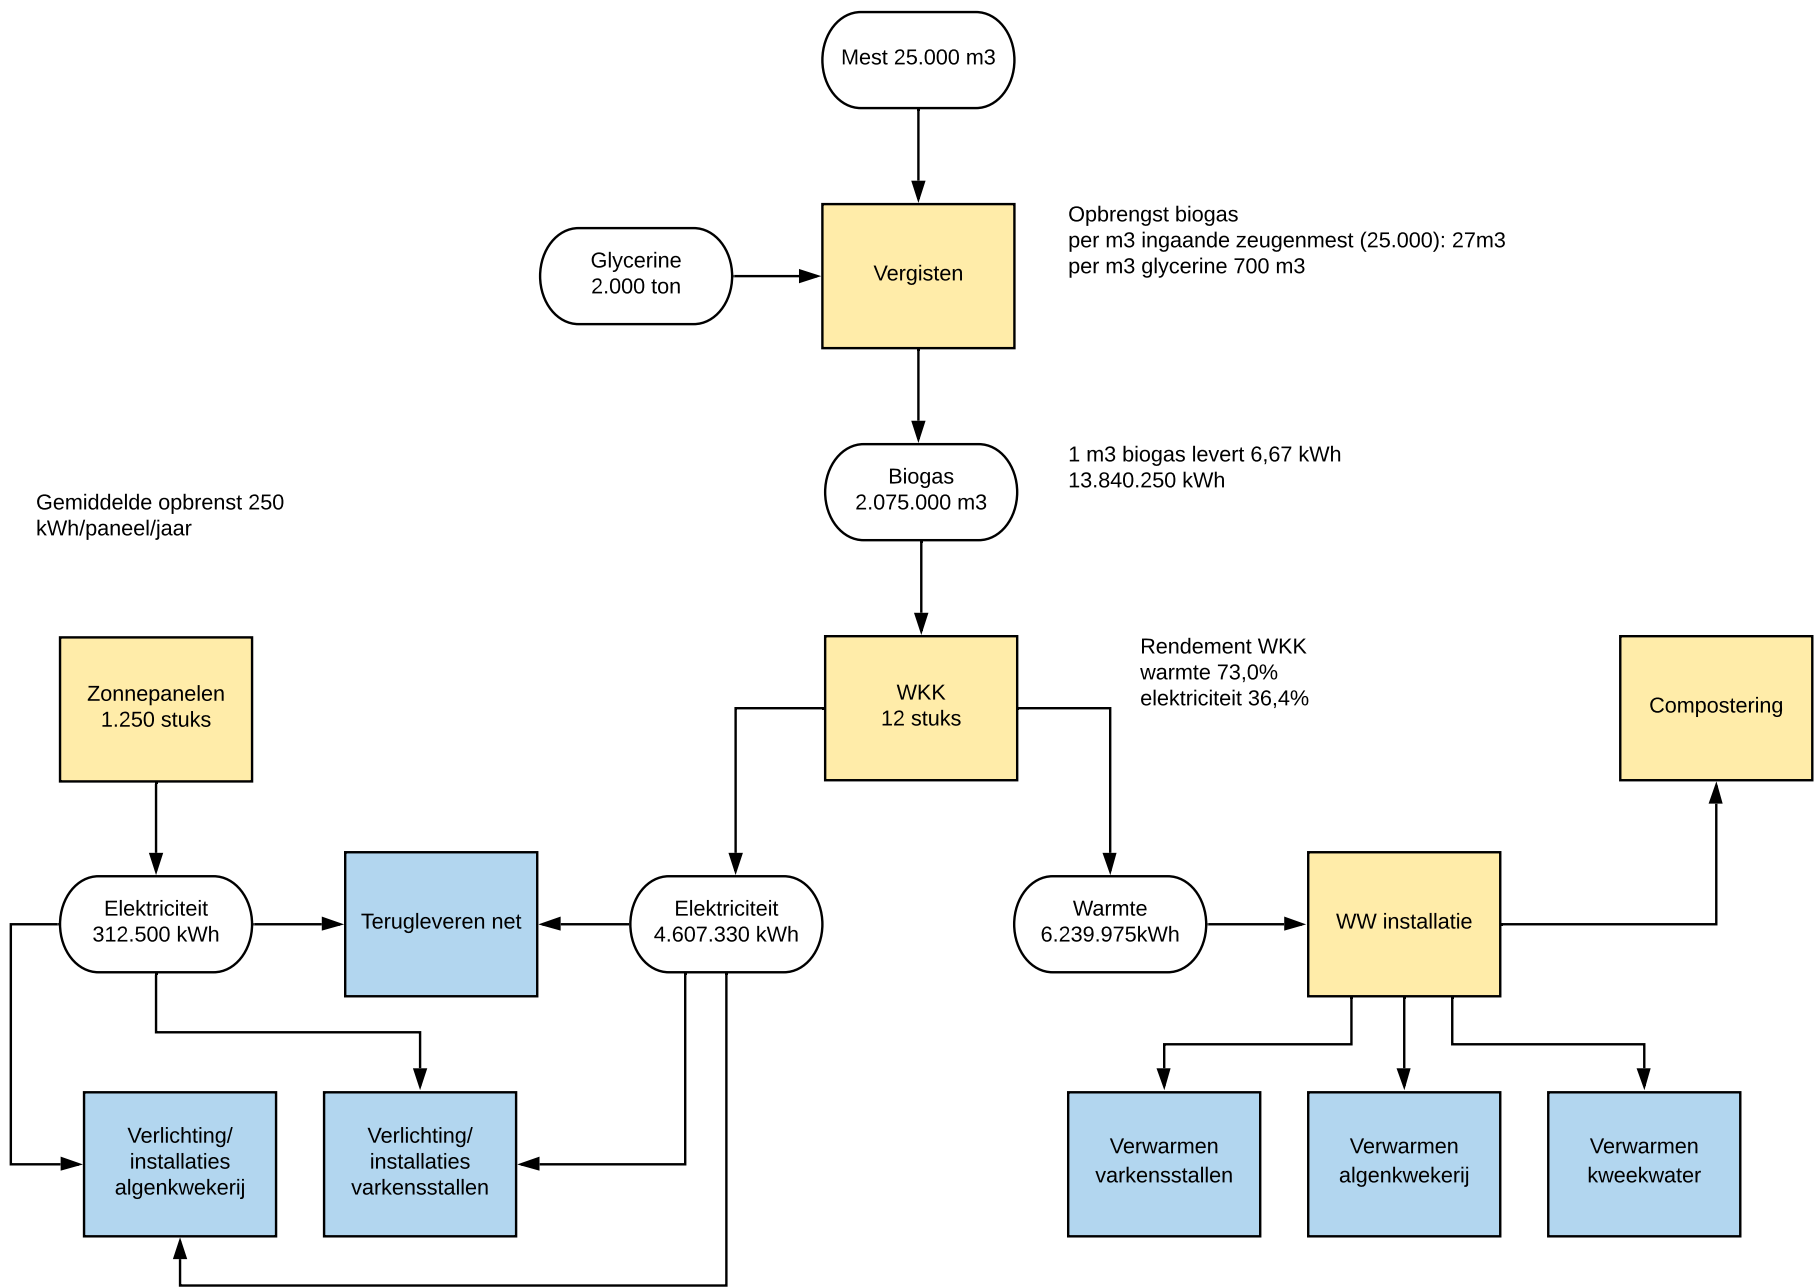 Mest 25.000 m3
Glycerine
2.000 ton
Vergisten
Opbrengst biogas
per m3 ingaande zeugenmest (25.000): 27m3
per m3 glycerine 700 m3
Biogas
2.075.000 m3
1 m3 biogas levert 6,67 kWh
13.840.250 kWh
Gemiddelde opbrenst 250
kWh/paneel/jaar
Zonnepanelen
1.250 stuks
WKK
12 stuks
Rendement WKK
warmte 73,0%
elektriciteit 36,4%
Compostering
Elektriciteit
312.500 kWh
Terugleveren net
Elektriciteit
4.607.330 kWh
Warmte
6.239.975kWh
WW installatie
Verlichting/
installaties
algenkwekerij
Verlichting/
installaties
varkensstallen
Verwarmen
varkensstallen
Verwarmen
algenkwekerij
Verwarmen
kweekwater